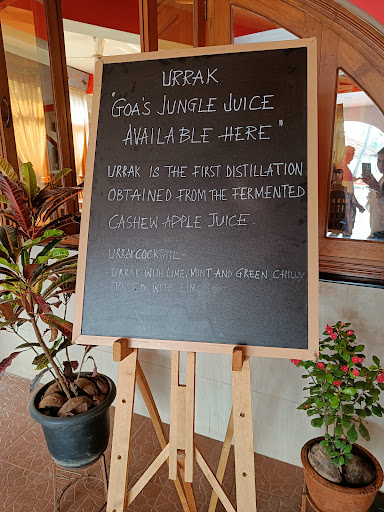 URRAK
"GOA'S JUNGLE JUICE
AVAILABLE HERE"
URRAK IS THE FIRST DISTILLATION
OBTAINED FROM THE FERMENTED
CASHEW APPLE JUICE-
URRAK COCKTAIL-
URRAK WITH LIME, MINT AND GREEN CHILLY
WITH